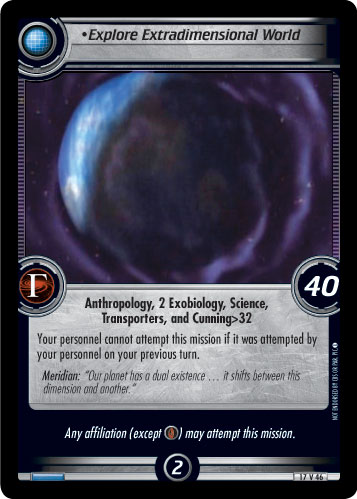 •Explore Extradimensional World
Γ
40
Anthropology, 2 Exobiology, Science,
Transporters, and Cunning>32
Your personnel cannot attempt this mission if it was attempted by
your personnel on your previous turn.
Meridian: “Our planet has a dual existence … it shifts between this
dimension and another.”
Any affiliation (except ) may attempt this mission.
2
17 V 46